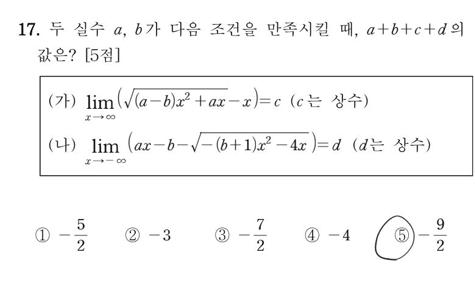 17. 두 실수 a, b가 다음 조건을 만족시킬 때, a+b+c+d의
값은? [5점]
(가) lim_{x→∞} (√((a−b)x²+ax) − x) = c (c는 상수)
(나) lim_{x→−∞} (ax−b−√(−(b+1)x²−4x)) = d (d는 상수)
① −5/2 ② −3 ③ −7/2 ④ −4 ⑤ −9/2